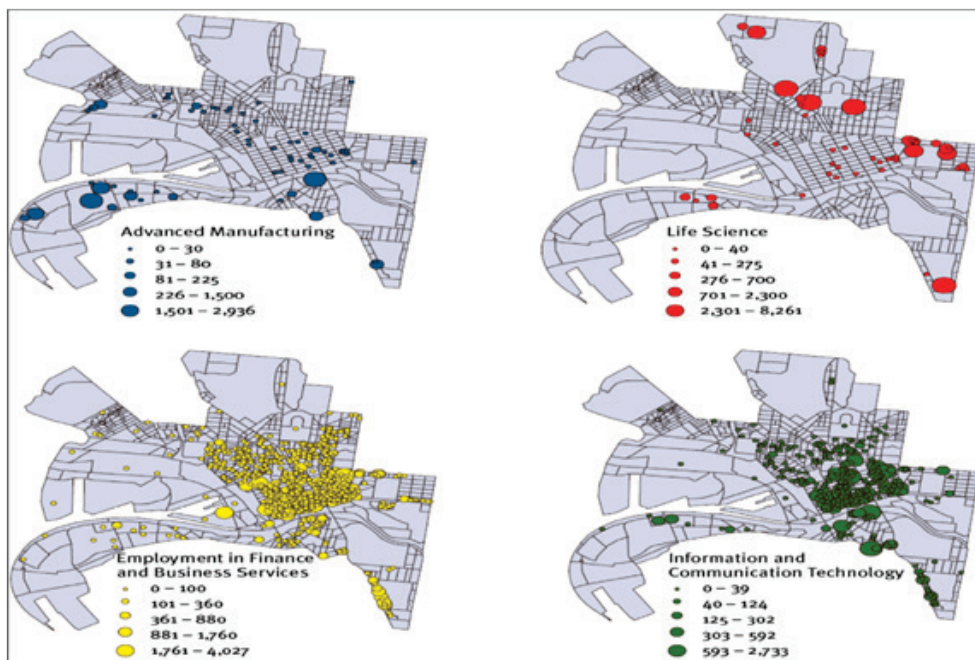 Advanced Manufacturing
0 – 30
31 – 80
81 – 225
226 – 1,500
1,501 – 2,936
Life Science
0 – 40
41 – 275
276 – 700
701 – 2,300
2,301 – 8,261
Employment in Finance
and Business Services
0 – 100
101 – 360
361 – 880
881 – 1,760
1,761 – 4,027
Information and
Communication Technology
0 – 39
40 – 124
125 – 302
303 – 592
593 – 2,733